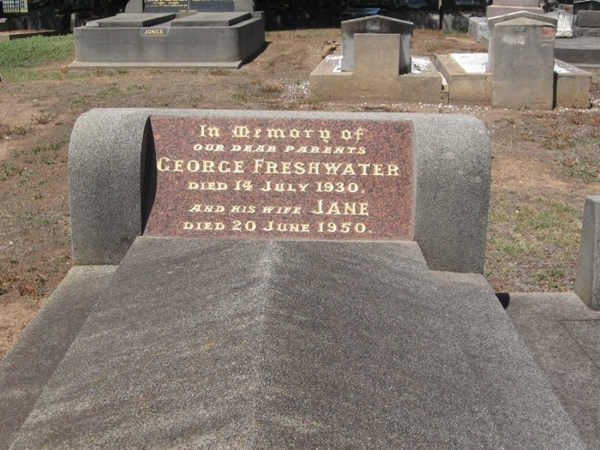 JONES
In Memory of
OUR DEAR PARENTS
GEORGE FRESHWATER
DIED 14 JULY 1930.
AND HIS WIFE JANE
DIED 20 JUNE 1950.